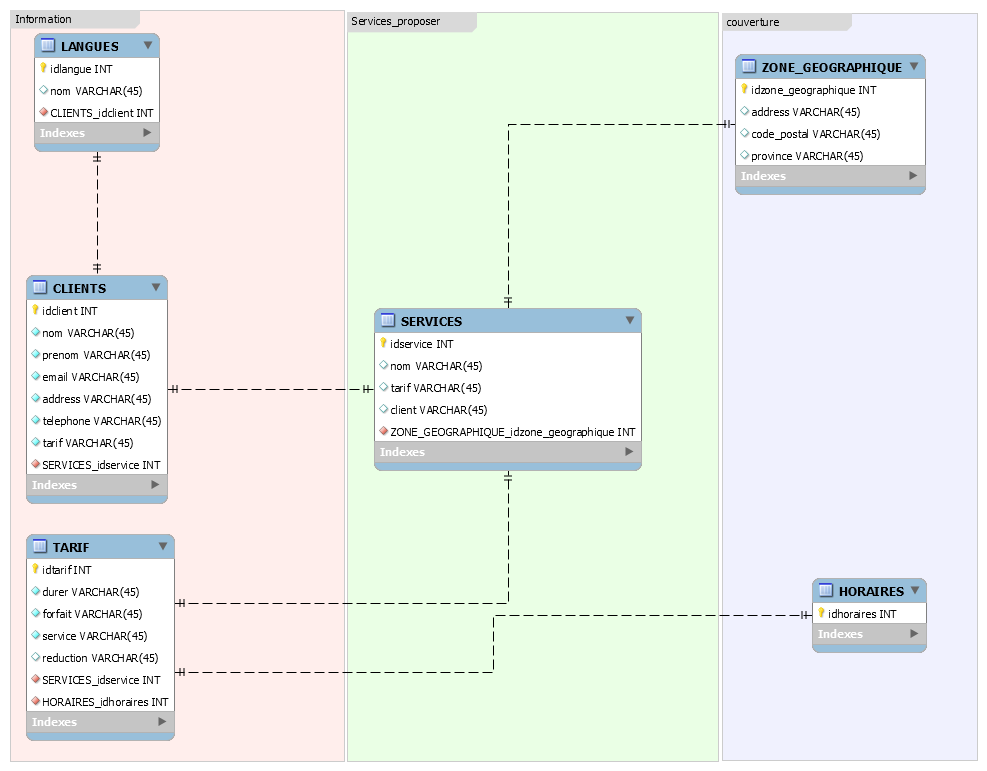 Information
LANGUES
idlangue INT
nom VARCHAR(45)
CLIENTS_idclient INT
Indexes
CLIENTS
idclient INT
nom VARCHAR(45)
prenom VARCHAR(45)
email VARCHAR(45)
address VARCHAR(45)
telephone VARCHAR(45)
tarif VARCHAR(45)
SERVICES_idservice INT
Indexes
TARIF
idtarif INT
durer VARCHAR(45)
forfait VARCHAR(45)
service VARCHAR(45)
reduction VARCHAR(45)
SERVICES_idservice INT
HORAIRES_idhoraires INT
Indexes
Services_proposer
SERVICES
idservice INT
nom VARCHAR(45)
tarif VARCHAR(45)
client VARCHAR(45)
ZONE_GEOGRAPHIQUE_idzone_geographique INT
Indexes
couverture
ZONE_GEOGRAPHIQUE
idzone_geographique INT
address VARCHAR(45)
code_postal VARCHAR(45)
province VARCHAR(45)
Indexes
HORAIRES
idhoraires INT
Indexes